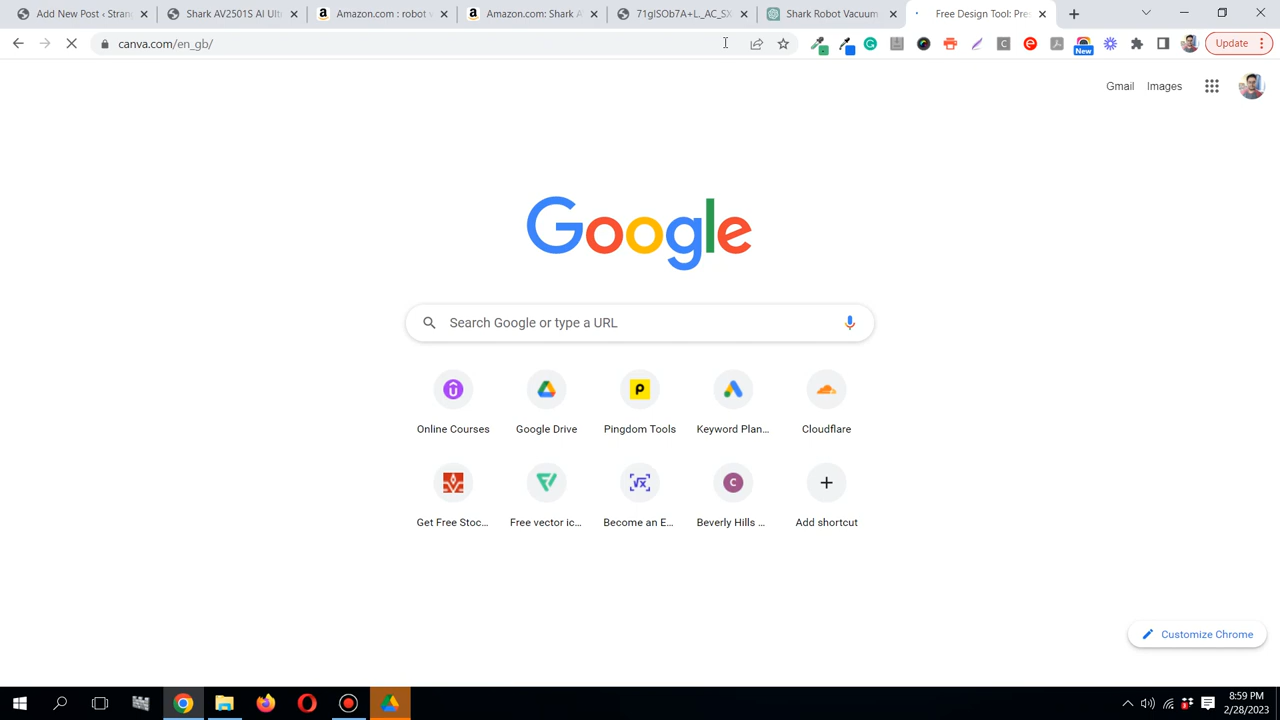 Add New Post ‹ Strang
Shark AV2501S AI Ult
Amazon.com : robot v
Amazon.com: Shark A
71gISOb7A+L._AC_SX
Shark Robot Vacuum
Free Design Tool: Pres
canva.com/en_gb/
New
Update
Gmail
Images
Google
Search Google or type a URL
Online Courses
Google Drive
Pingdom Tools
Keyword Plan...
Cloudflare
Get Free Stoc...
Free vector ic...
Become an E...
C
Beverly Hills ...
Add shortcut
Customize Chrome
8:59 PM
2/28/2023